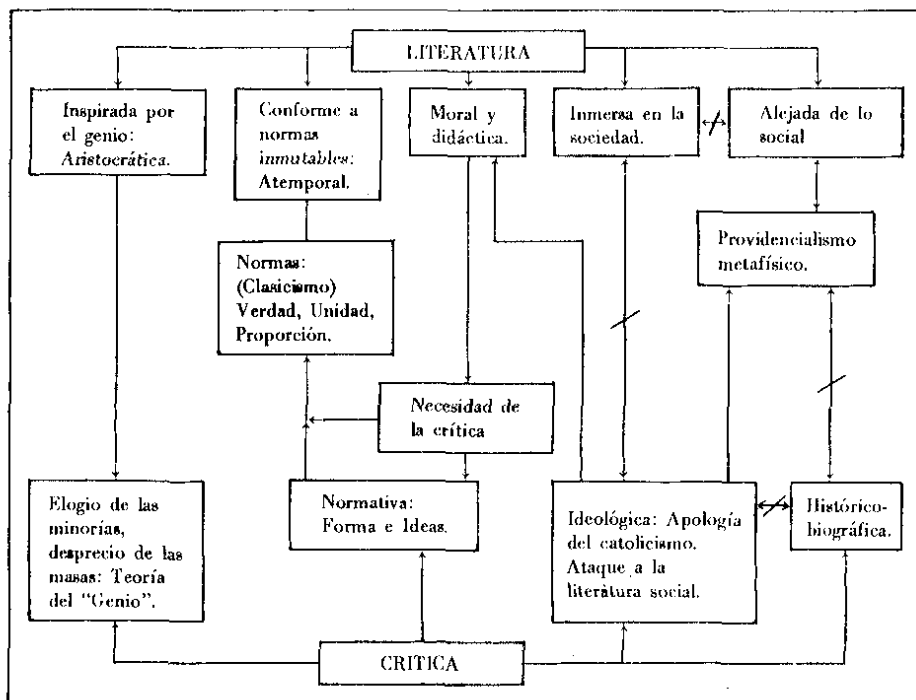 LITERATURA
Inspirada por
el genio:
Aristocrática.
Conforme a
normas
inmutables:
Atemporal.
Moral y
didáctica.
Inmersa en la
sociedad.
Alejada de lo
social
Providencialismo
metafísico.
Normas:
(Clasicismo)
Verdad, Unidad,
Proporción.
Necesidad de
la crítica
Elogio de las
minorías,
desprecio de las
masas: Teoría
del "Genio".
Normativa:
Forma e Ideas.
Ideológica: Apología
del catolicismo.
Ataque a la
literàtura social.
Histórico-
biográfica.
CRITICA